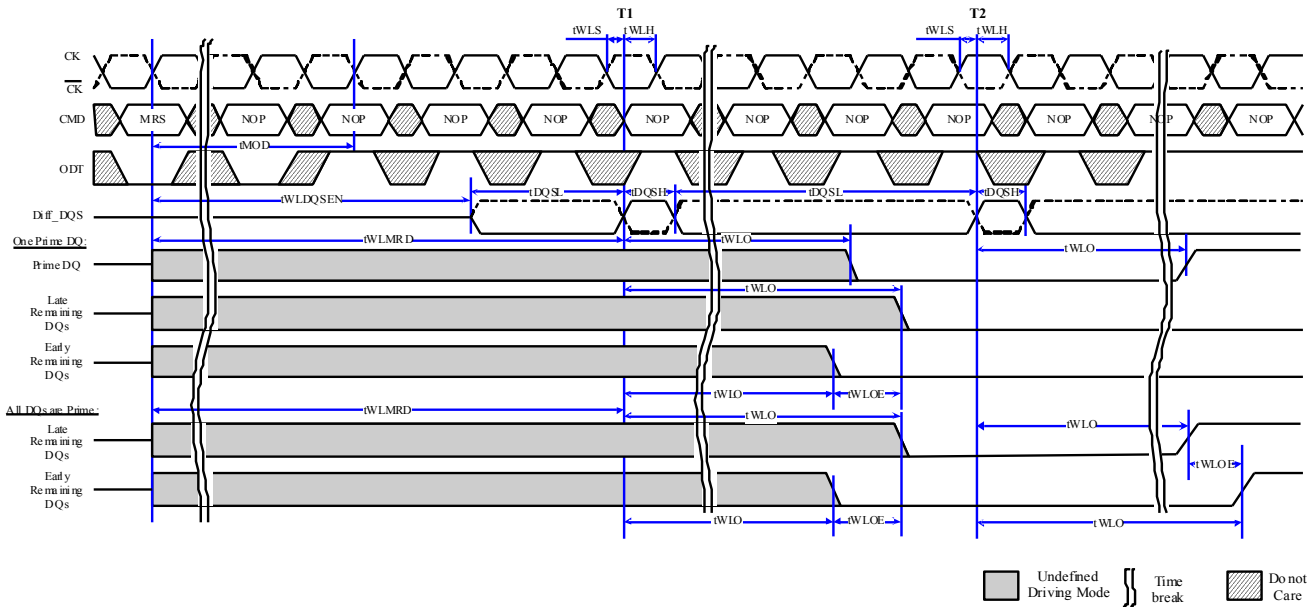 T1
T2
tWLS
tWLH
tWLS
tWLH
CK
CK
CMD
MRS
NOP
NOP
NOP
NOP
NOP
NOP
NOP
NOP
NOP
NOP
NOP
tMOD
ODT
tDQSL
tDQSH
tDQSL
tDQSH
tWLDQSEN
Diff_DQS
tWLMRD
tWLO
One Prime DQ:
tWLO
Prime DQ
tWLO
Late
Remaining
DQs
Early
Remaining
DQs
tWLO
tWLOE
All DQs are Prime:
tWLMRD
tWLO
Late
Remaining
DQs
tWLO
tWLOE
Early
Remaining
DQs
tWLO
tWLOE
tWLO
Undefined
Driving Mode
Time
break
Do not
Care